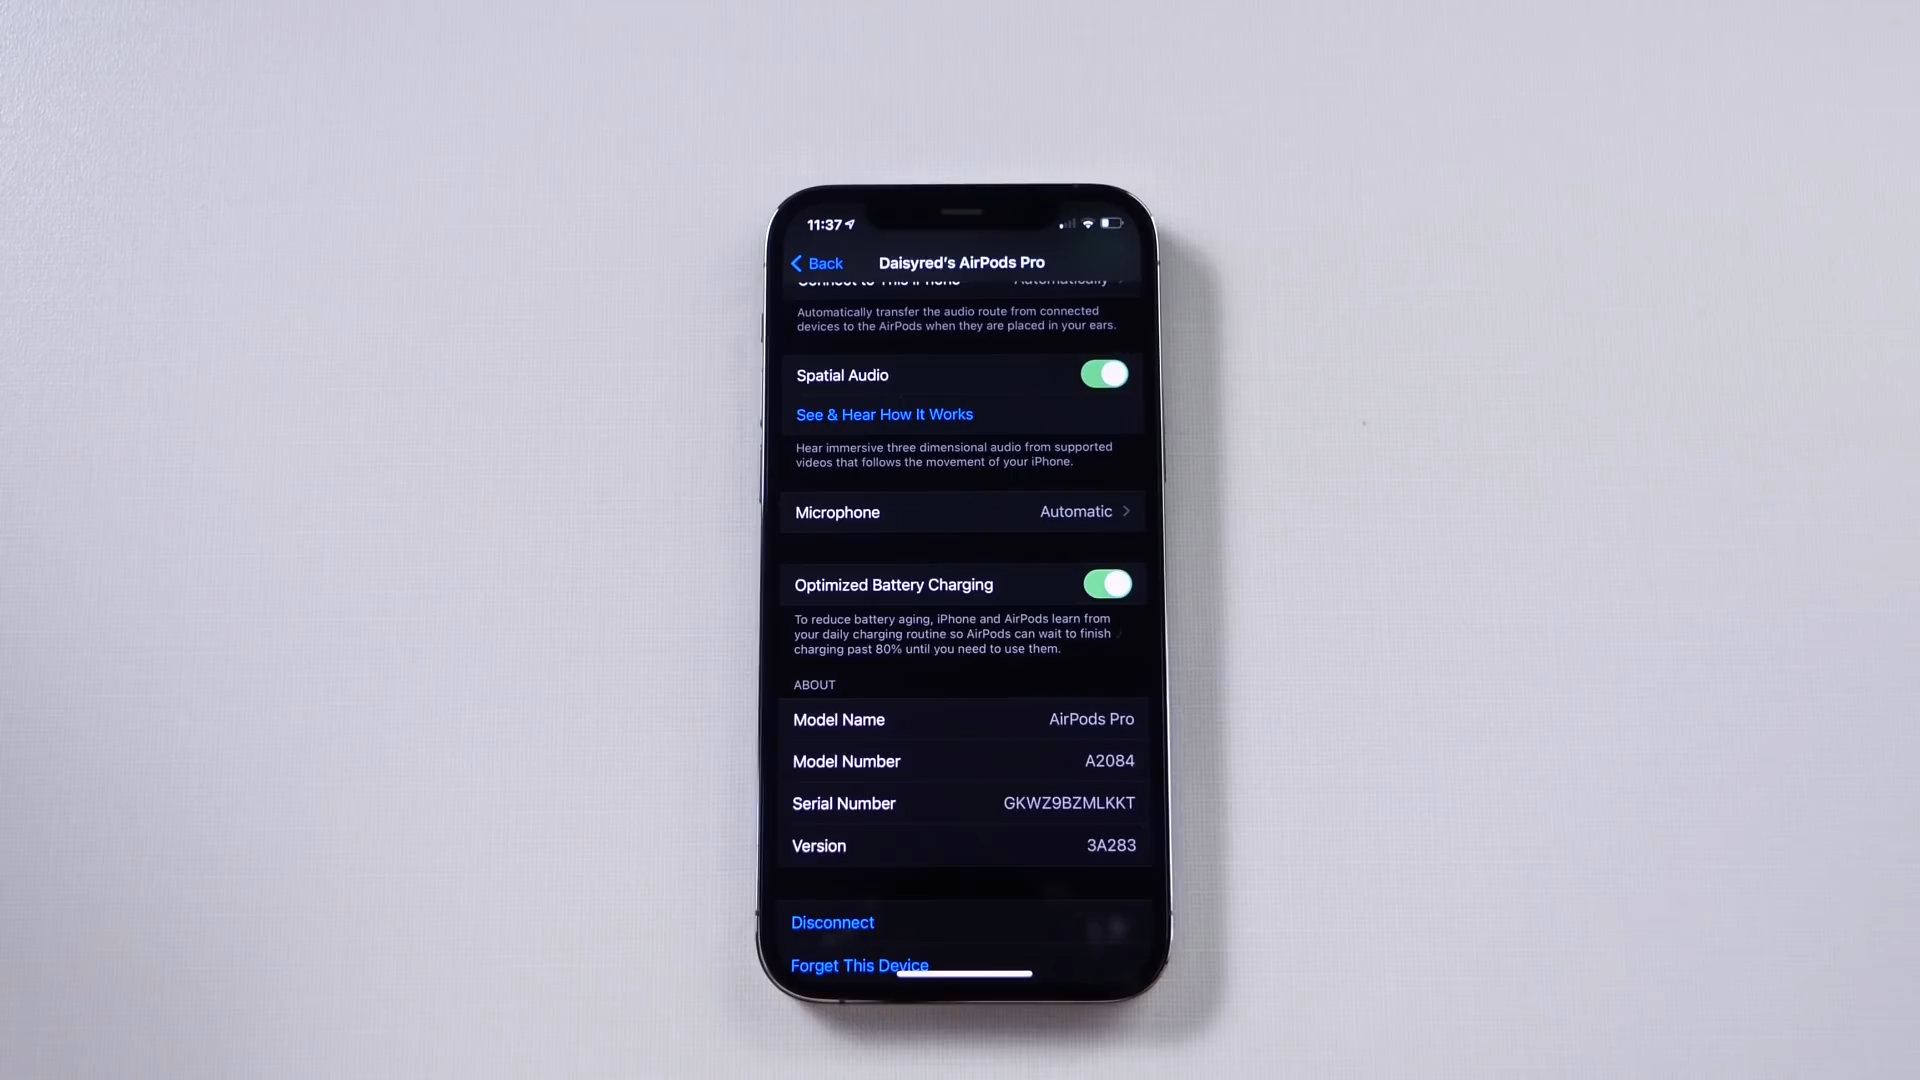 11:37
Back Daisyred's AirPods Pro
Connect to This iPhone Automatically
Automatically transfer the audio route from connected
devices to the AirPods when they are placed in your ears.
Spatial Audio
See & Hear How It Works
Hear immersive three dimensional audio from supported
videos that follows the movement of your iPhone.
Microphone Automatic
Optimized Battery Charging
To reduce battery aging, iPhone and AirPods learn from
your daily charging routine so AirPods can wait to finish
charging past 80% until you need to use them.
ABOUT
Model Name AirPods Pro
Model Number A2084
Serial Number GKWZ9BZMLKKT
Version 3A283
Disconnect
Forget This Device